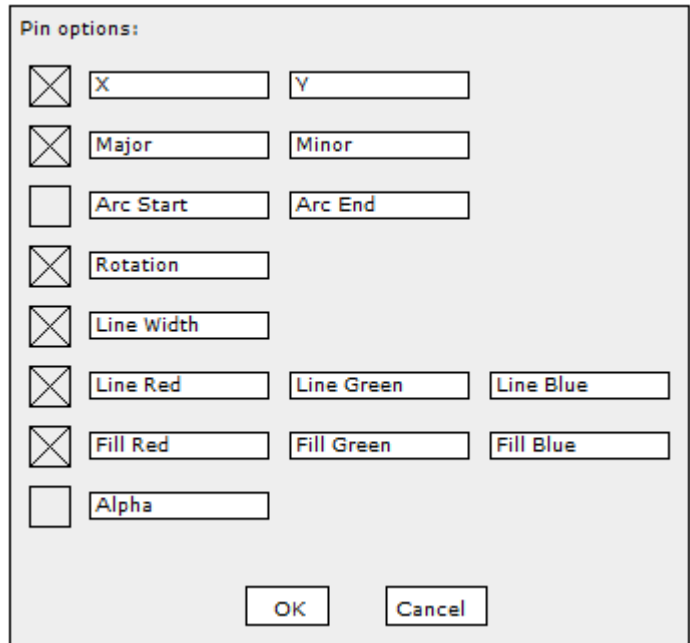 Pin options:
X Y
Major Minor
Arc Start Arc End
Rotation
Line Width
Line Red Line Green Line Blue
Fill Red Fill Green Fill Blue
Alpha
OK Cancel